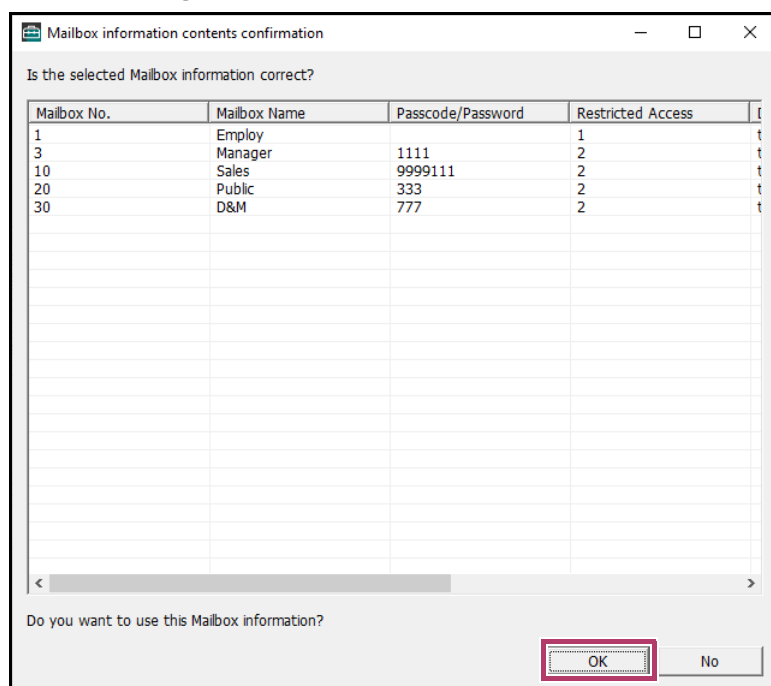 Mailbox information contents confirmation
Is the selected Mailbox information correct?
Mailbox No. Mailbox Name Passcode/Password Restricted Access
1 Employ 1 t
3 Manager 1111 2 t
10 Sales 9999111 2 t
20 Public 333 2 t
30 D&M 777 2 t
Do you want to use this Mailbox information?
OK No